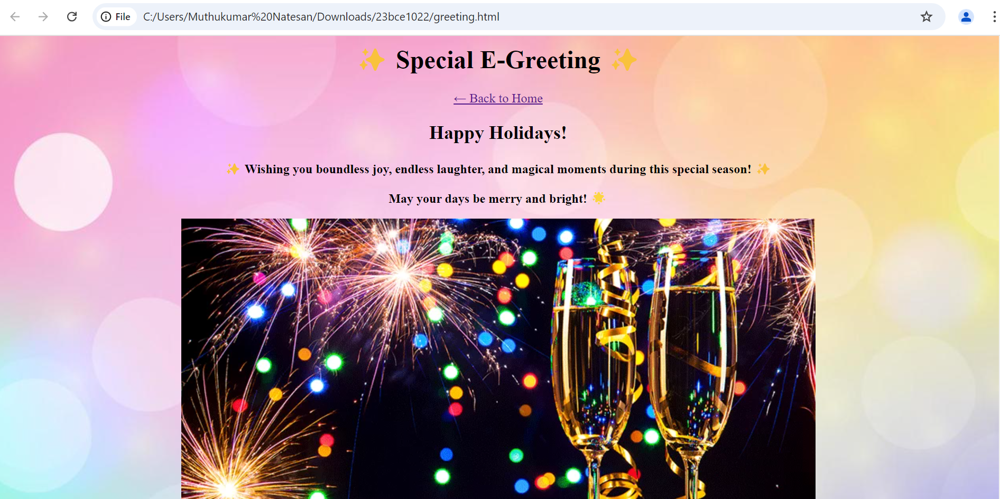 File C:/Users/Muthukumar%20Natesan/Downloads/23bce1022/greeting.html
✨ Special E-Greeting ✨
← Back to Home
Happy Holidays!
✨ Wishing you boundless joy, endless laughter, and magical moments during this special season! ✨
May your days be merry and bright! 🌟